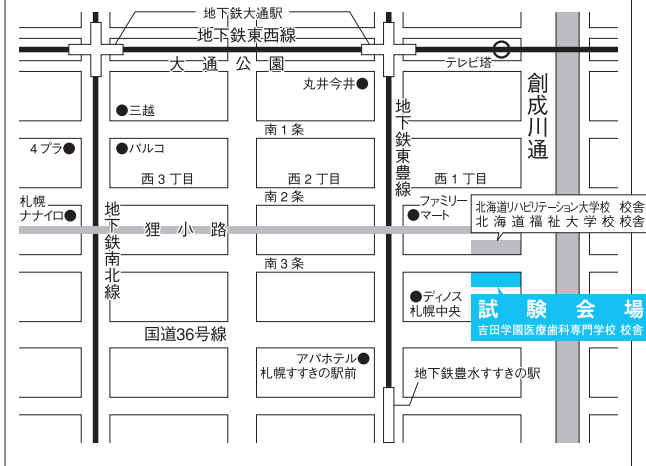 地下鉄大通駅
地下鉄東西線
大通公園
テレビ塔
丸井今井
創成川通
三越
地下鉄東豊線
南1条
4プラ
パルコ
西3丁目
西2丁目
西1丁目
南2条
札幌
ナナイロ
ファミリー
マート
北海道リハビリテーション大学校 校舎
北海道福祉大学校 校舎
地下鉄南北線
狸小路
南3条
ディノス
札幌中央
試験会場
吉田学園医療歯科専門学校 校舎
国道36号線
アパホテル
札幌すすきの駅前
地下鉄豊水すすきの駅